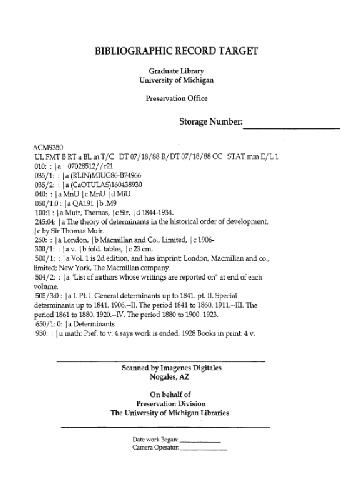 BIBLIOGRAPHIC RECORD TARGET
Graduate Library
University of Michigan
Preservation Office
Storage Number:
ACM9350
UL FMT B RT a BL m T/C DT 07/18/88 R/DT 07/18/88 CC STAT mm E/L 1
010: : |a 07028512//r21
035/1: : |a (RLIN)MIUG86-B74966
035/2: : |a (CaOTULAS)160438930
040: : |a MnU |c MnU |d MiU
050/1:0: |a QA191 |b .M9
100:1 : |a Muir, Thomas, |c Sir, |d 1844-1934.
245:04: |a The theory of determinants in the historical order of development,
|c by Sir Thomas Muir.
260: : |a London, |b Macmillan and Co., Limited, |c 1906-
300/1: : |a v. |b fold. tables, |c 23 cm.
500/1: : |a Vol. 1 is 2d edition, and has imprint: London, Macmillan and co.,
limited; New York, The Macmillan company.
504/2: : |a "List of authors whose writings are reported on" at end of each
volume.
505/3:0: |a I. Pt. I. General determinants up to 1841. pt. II. Special
determinants up to 1841. 1906.--II. The period 1841 to 1860. 1911.--III. The
period 1861 to 1880. 1920.--IV. The period 1880 to 1900. 1923.
650/1: 0: |a Determinants
950: : |u math: Pref. to v. 4 says work is ended. 1928 Books in print: 4 v.
Scanned by Imagenes Digitales
Nogales, AZ
On behalf of
Preservation Division
The University of Michigan Libraries
Date work Began:
Camera Operator: